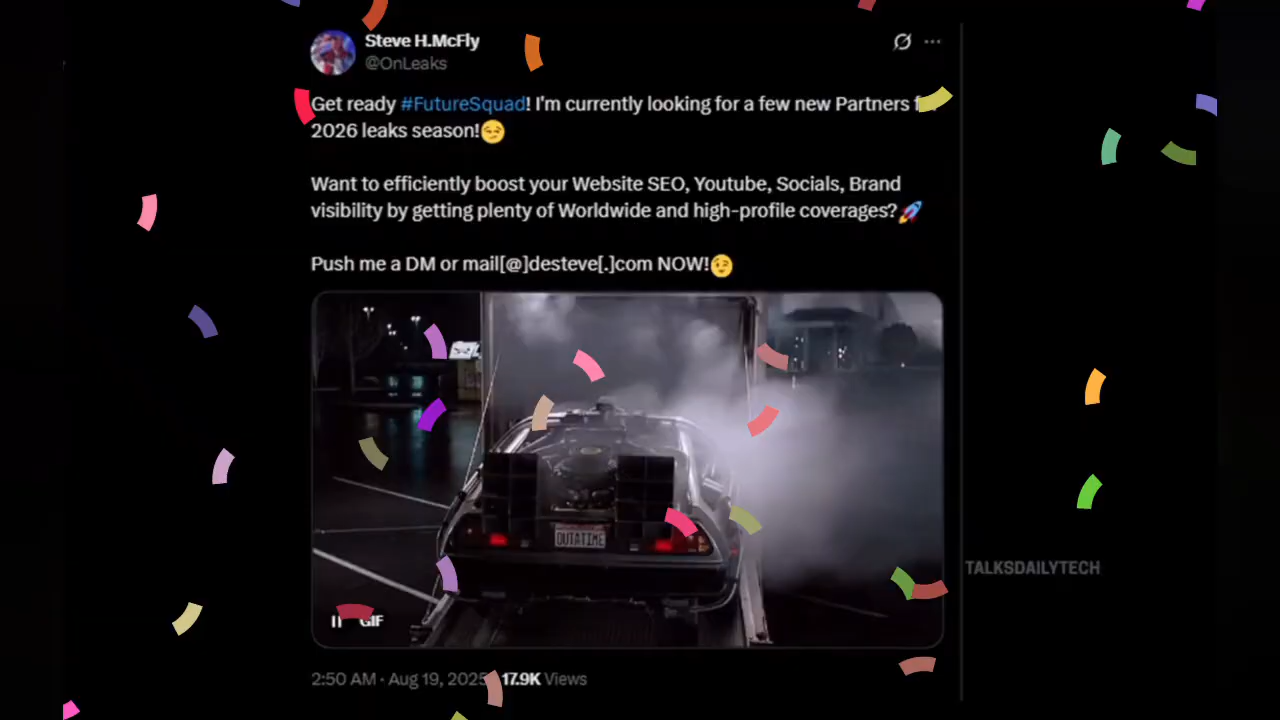 Steve H.McFly
@OnLeaks
Get ready #FutureSquad! I'm currently looking for a few new Partners
2026 leaks season!😏
Want to efficiently boost your Website SEO, Youtube, Socials, Brand
visibility by getting plenty of Worldwide and high-profile coverages?🚀
Push me a DM or mail[@]desteve[.]com NOW!😉
OUTATIME
GIF
TALKSDAILYTECH
2:50 AM · Aug 19, 2025 17.9K Views